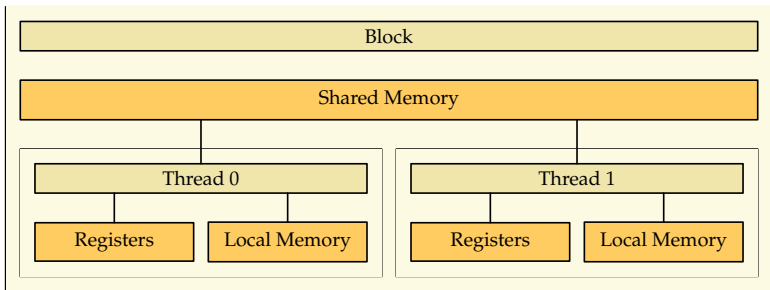 Block
Shared Memory
Thread 0
Thread 1
Registers
Local Memory
Registers
Local Memory